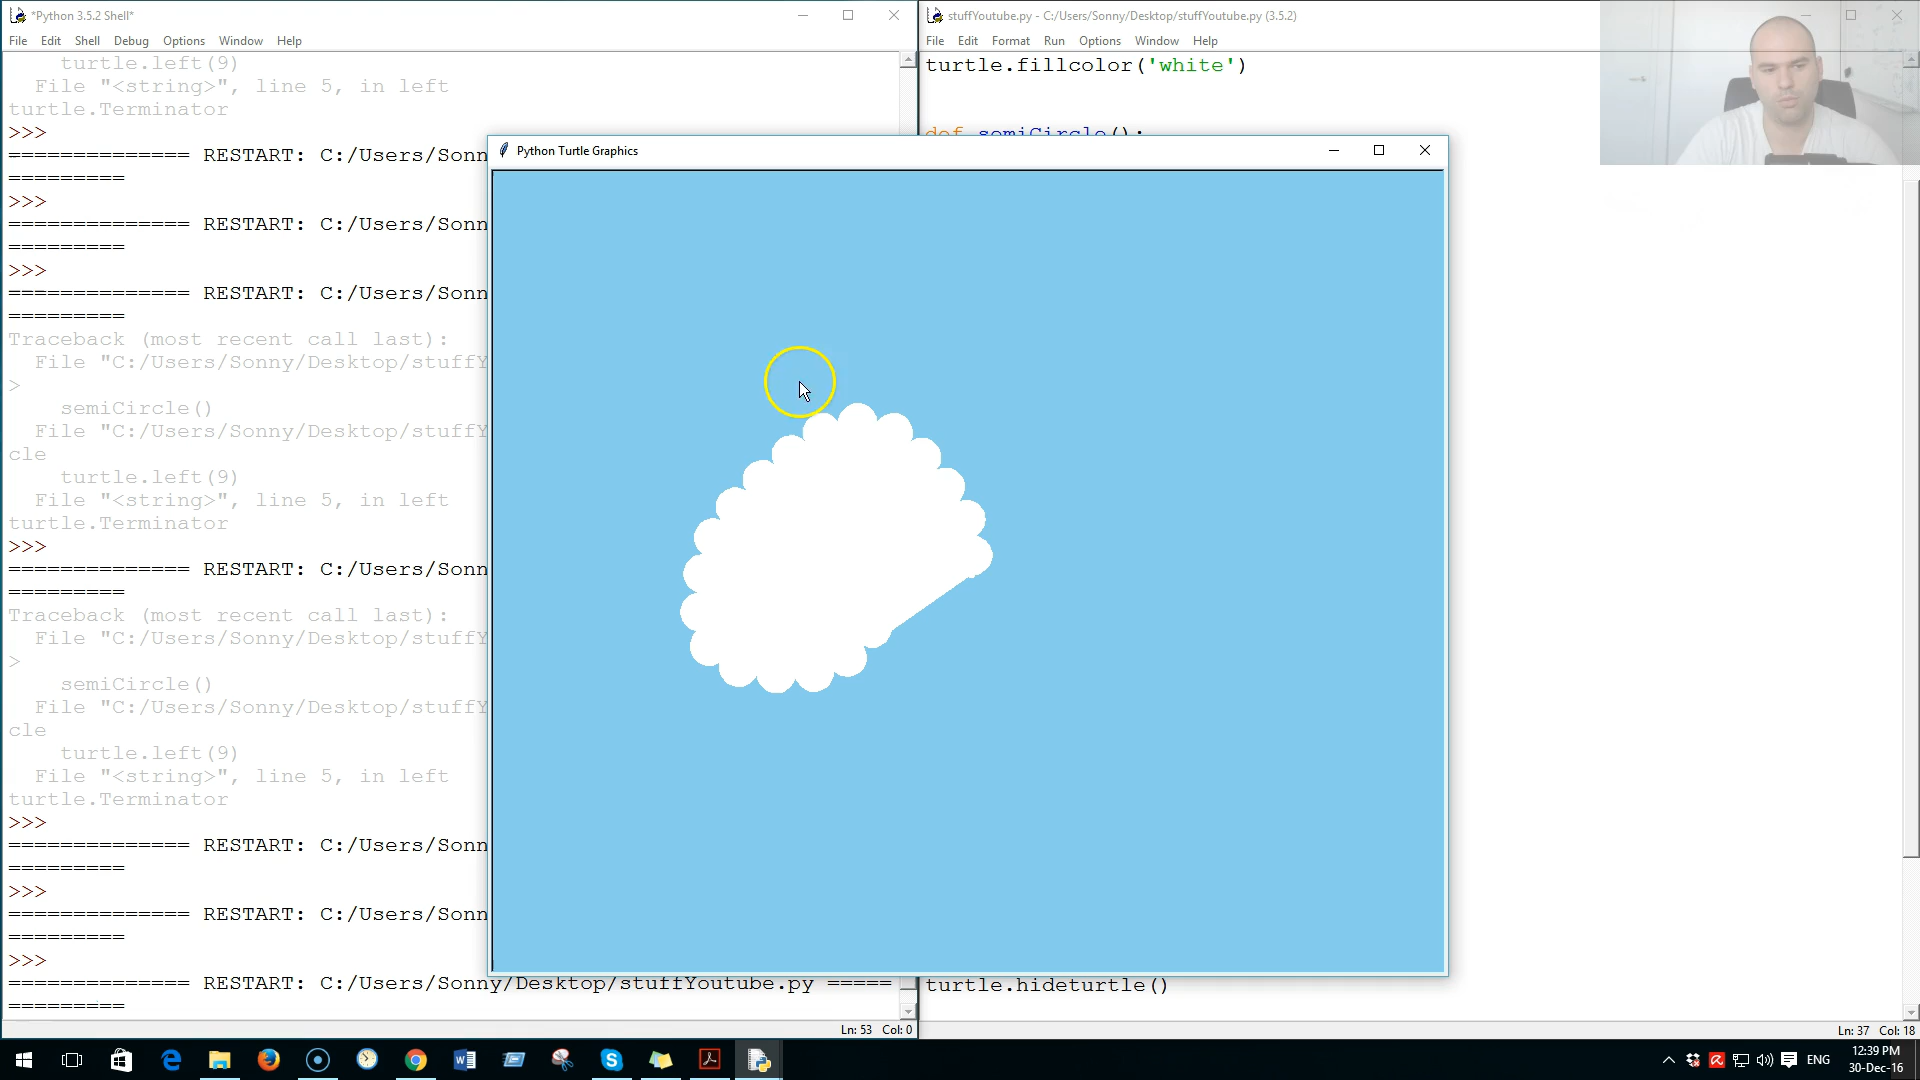 *Python 3.5.2 Shell*
File Edit Shell Debug Options Window Help
turtle.left(9)
File "<string>", line 5, in left
turtle.Terminator
>>>
============== RESTART: C:/Users/Sonn
=========
>>>
============== RESTART: C:/Users/Sonn
=========
>>>
============== RESTART: C:/Users/Sonn
=========
Traceback (most recent call last):
File "C:/Users/Sonny/Desktop/stuffY
>
semiCircle()
File "C:/Users/Sonny/Desktop/stuffY
cle
turtle.left(9)
File "<string>", line 5, in left
turtle.Terminator
>>>
============== RESTART: C:/Users/Sonn
=========
Traceback (most recent call last):
File "C:/Users/Sonny/Desktop/stuffY
>
semiCircle()
File "C:/Users/Sonny/Desktop/stuffY
cle
turtle.left(9)
File "<string>", line 5, in left
turtle.Terminator
>>>
============== RESTART: C:/Users/Sonn
=========
>>>
============== RESTART: C:/Users/Sonn
=========
>>>
============== RESTART: C:/Users/Sonny/Desktop/stuffYoutube.py =====
=========
Ln: 53 Col: 0
stuffYoutube.py - C:/Users/Sonny/Desktop/stuffYoutube.py (3.5.2)
File Edit Format Run Options Window Help
turtle.fillcolor('white')
def semiCircle():
Python Turtle Graphics
turtle.hideturtle()
Ln: 37 Col: 18
ENG
12:39 PM
30-Dec-16